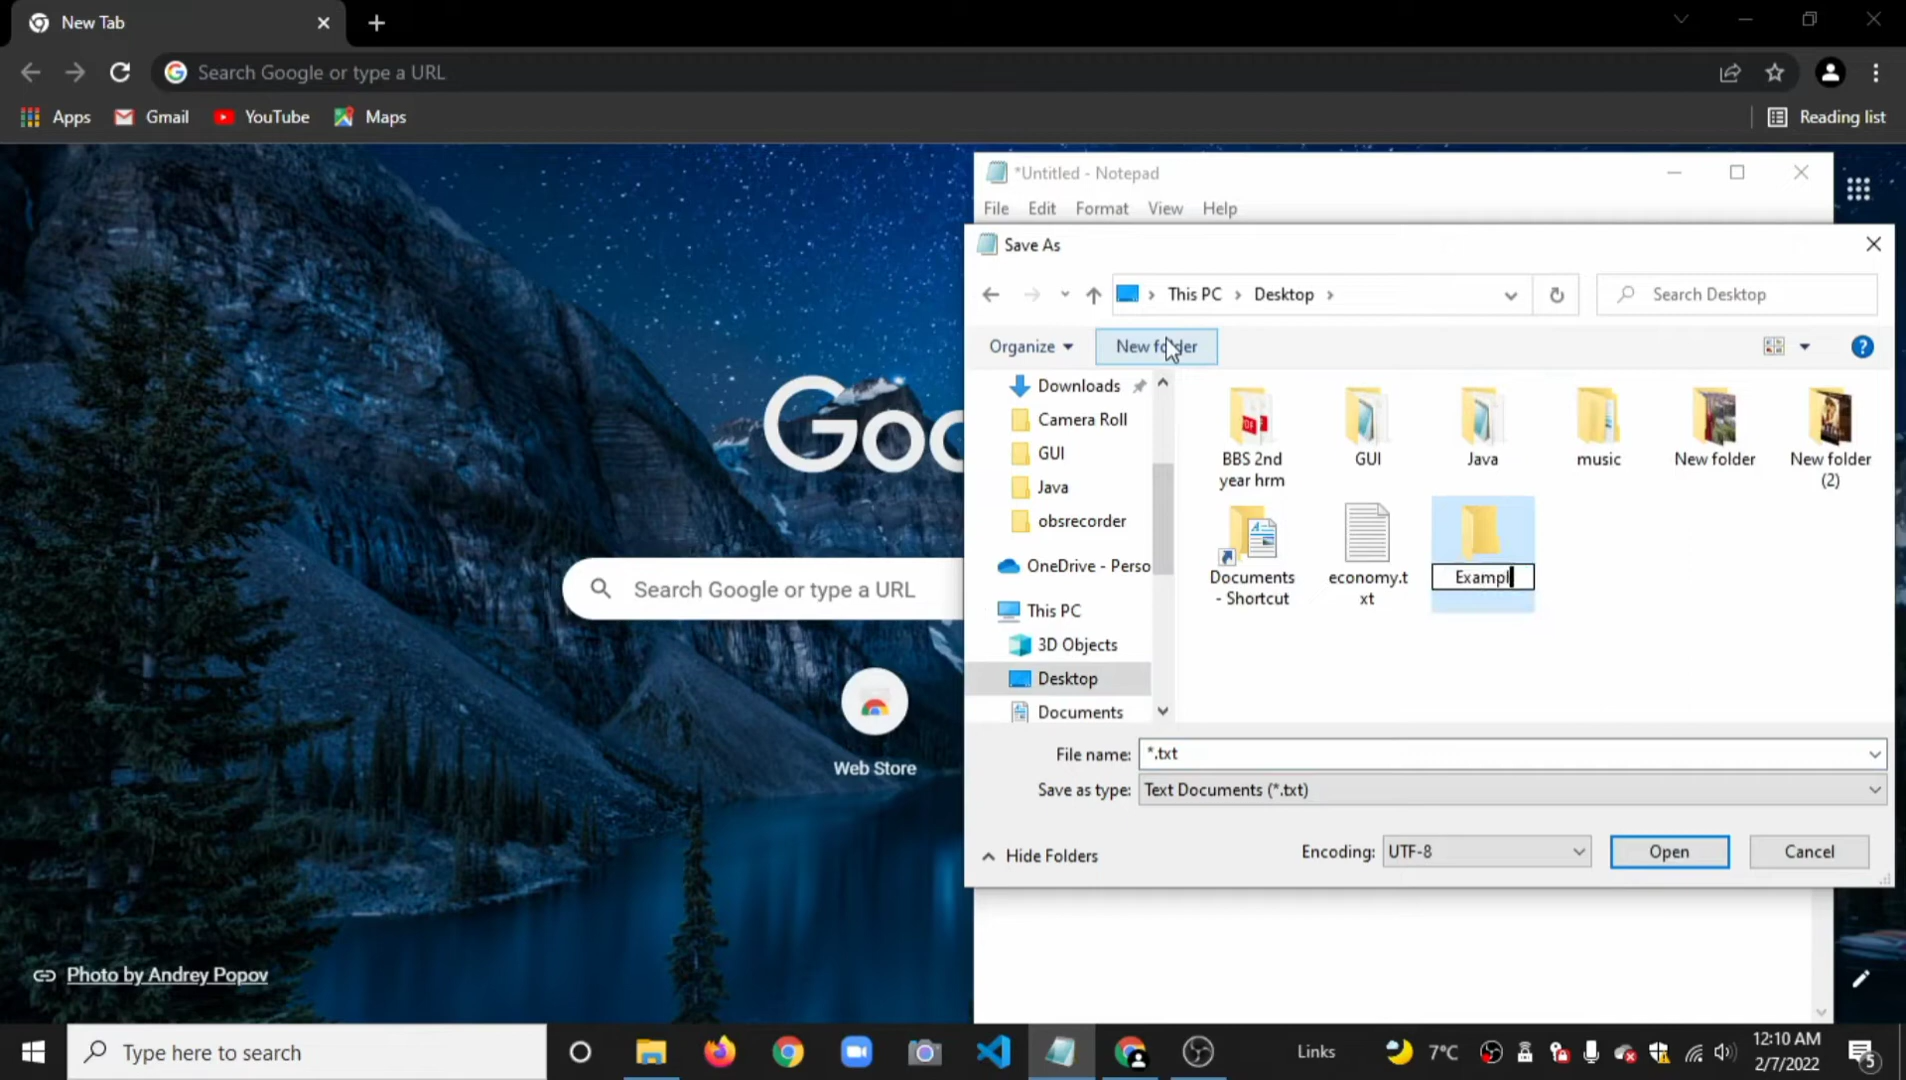 New Tab
Search Google or type a URL
Apps
Gmail
YouTube
Maps
Reading list
*Untitled - Notepad
File
Edit
Format
View
Help
Save As
This PC
Desktop
Search Desktop
Organize
New folder
Downloads
Camera Roll
GUI
Java
obsrecorder
OneDrive - Perso
This PC
3D Objects
Desktop
Documents
PDF
BBS 2nd
year hrm
GUI
Java
music
New folder
New folder
(2)
Documents
- Shortcut
economy.t
xt
Exampl
File name:
*.txt
Save as type:
Text Documents (*.txt)
Hide Folders
Encoding:
UTF-8
Open
Cancel
Goo
Search Google or type a URL
Web Store
Photo by Andrey Popov
Type here to search
Links
7°C
12:10 AM
2/7/2022
5